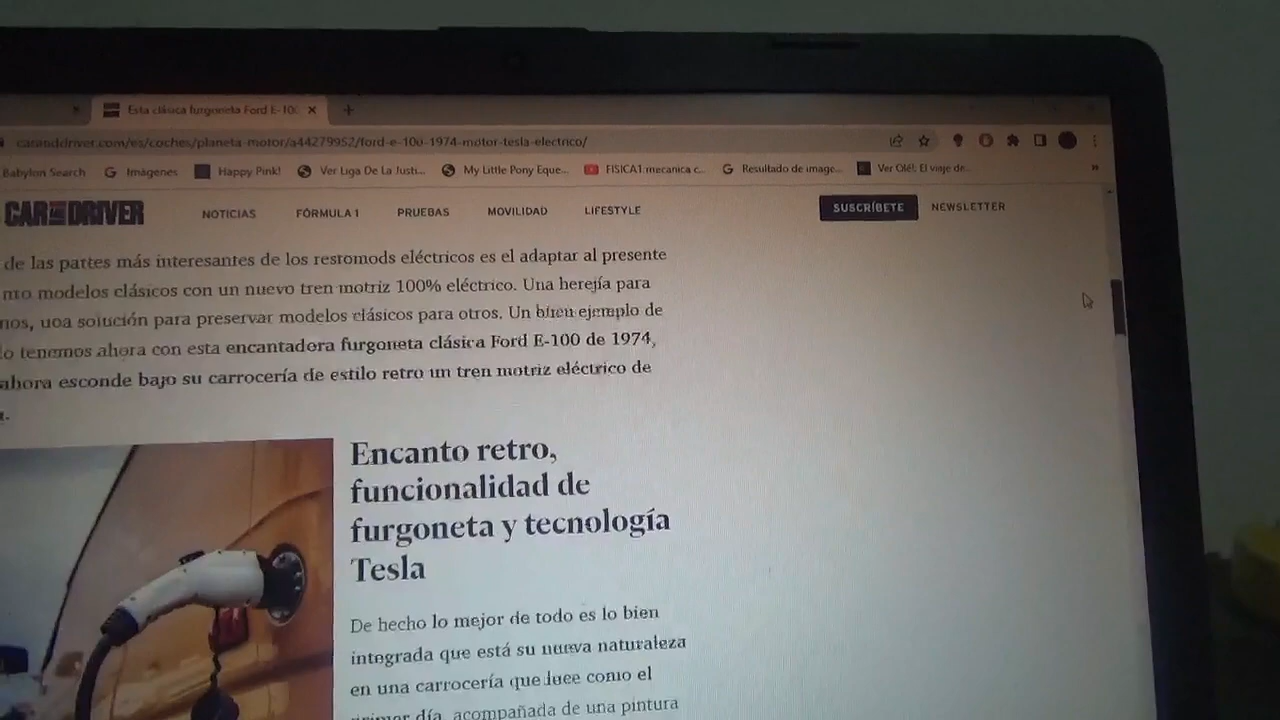 Esta clásica furgoneta Ford E-100
caranddriver.com/es/coches/planeta-motor/a44279952/ford-e-100-1974-motor-tesla-electrico/
Babylon Search Imágenes Happy Pink! Ver Liga De La Justi... My Little Pony Eque... FISICA1:mecanica c... Resultado de image... Ver Olé!: El viaje de... »
CAR AND DRIVER NOTICIAS FÓRMULA 1 PRUEBAS MOVILIDAD LIFESTYLE SUSCRÍBETE NEWSLETTER
de las partes más interesantes de los restomods eléctricos es el adaptar al presente
mo modelos clásicos con un nuevo tren motriz 100% eléctrico. Una herejía para
nos, una solución para preservar modelos clásicos para otros. Un buen ejemplo de
lo tenemos ahora con esta encantadora furgoneta clásica Ford E-100 de 1974,
ahora esconde bajo su carrocería de estilo retro un tren motriz eléctrico de
Encanto retro,
funcionalidad de
furgoneta y tecnología
Tesla
De hecho lo mejor de todo es lo bien
integrada que está su nueva naturaleza
en una carrocería que luce como el
primer día, acompañada de una pintura